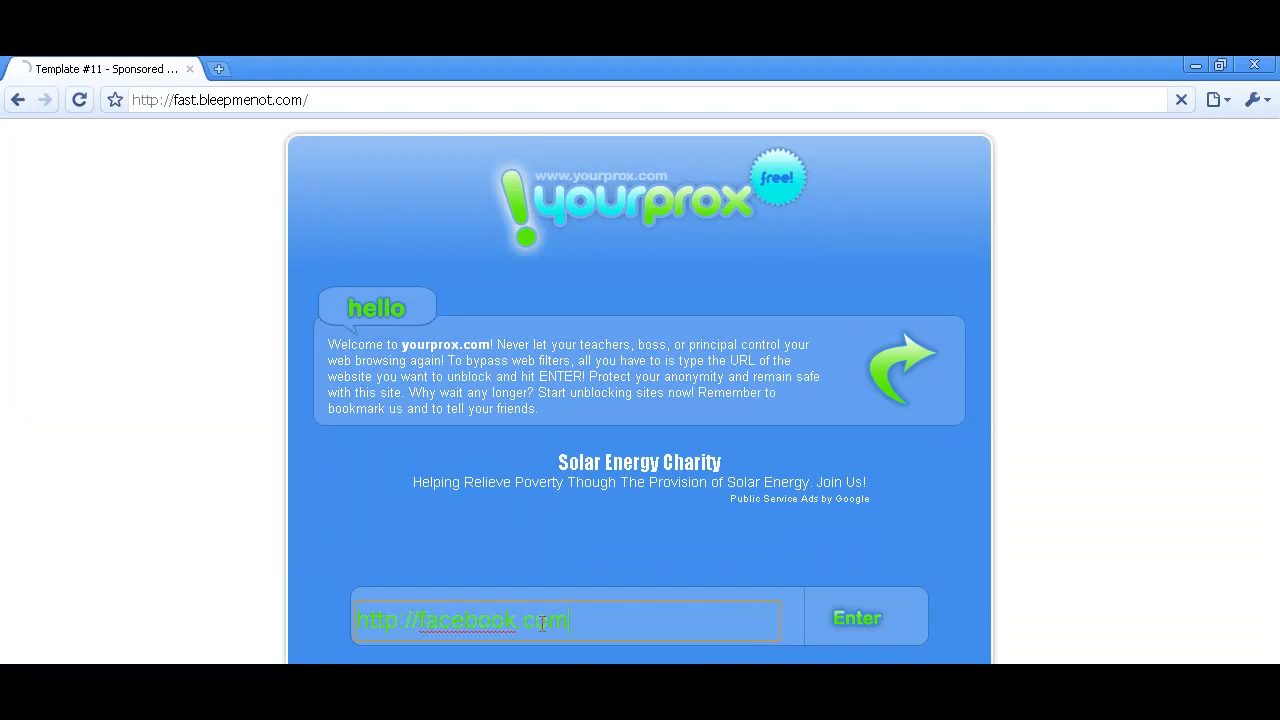 Template #11 - Sponsored ...
http://fast.bleepmenot.com/
www.yourprox.com
!yourprox
free!
hello
Welcome to yourprox.com! Never let your teachers, boss, or principal control your
web browsing again! To bypass web filters, all you have to is type the URL of the
website you want to unblock and hit ENTER! Protect your anonymity and remain safe
with this site. Why wait any longer? Start unblocking sites now! Remember to
bookmark us and to tell your friends.
Solar Energy Charity
Helping Relieve Poverty Though The Provision of Solar Energy. Join Us!
Public Service Ads by Google
http://facebook.com
Enter